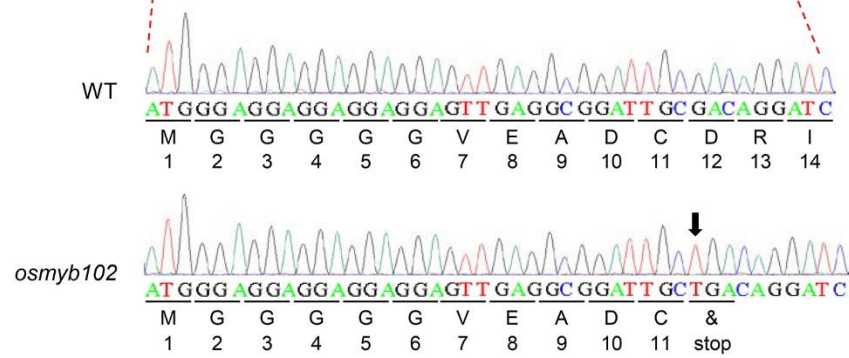 WT
ATGGGAGGAGGAGGAGGAGTTGAGGCGGATTGCGACAGGATC
M G G G G G V E A D C D R I
1 2 3 4 5 6 7 8 9 10 11 12 13 14
osmyb102
ATGGGAGGAGGAGGAGGAGTTGAGGCGGATTGCTGACAGGATC
M G G G G G V E A D C &
1 2 3 4 5 6 7 8 9 10 11 stop